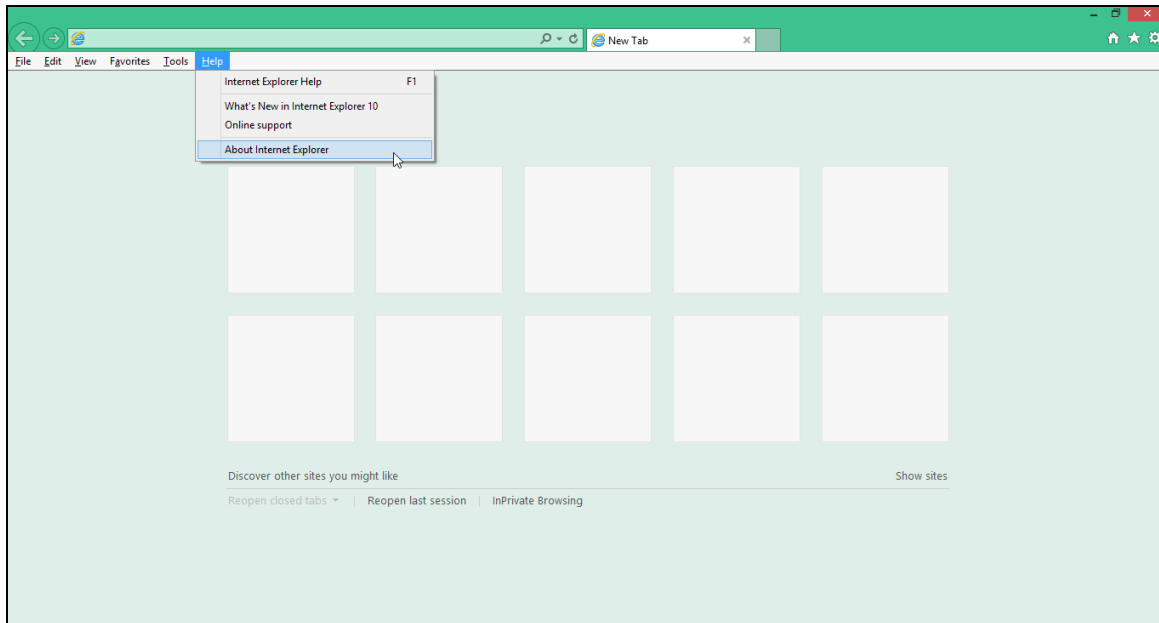 New Tab
File Edit View Favorites Tools Help
Internet Explorer Help F1
What's New in Internet Explorer 10
Online support
About Internet Explorer
Discover other sites you might like Show sites
Reopen closed tabs Reopen last session InPrivate Browsing